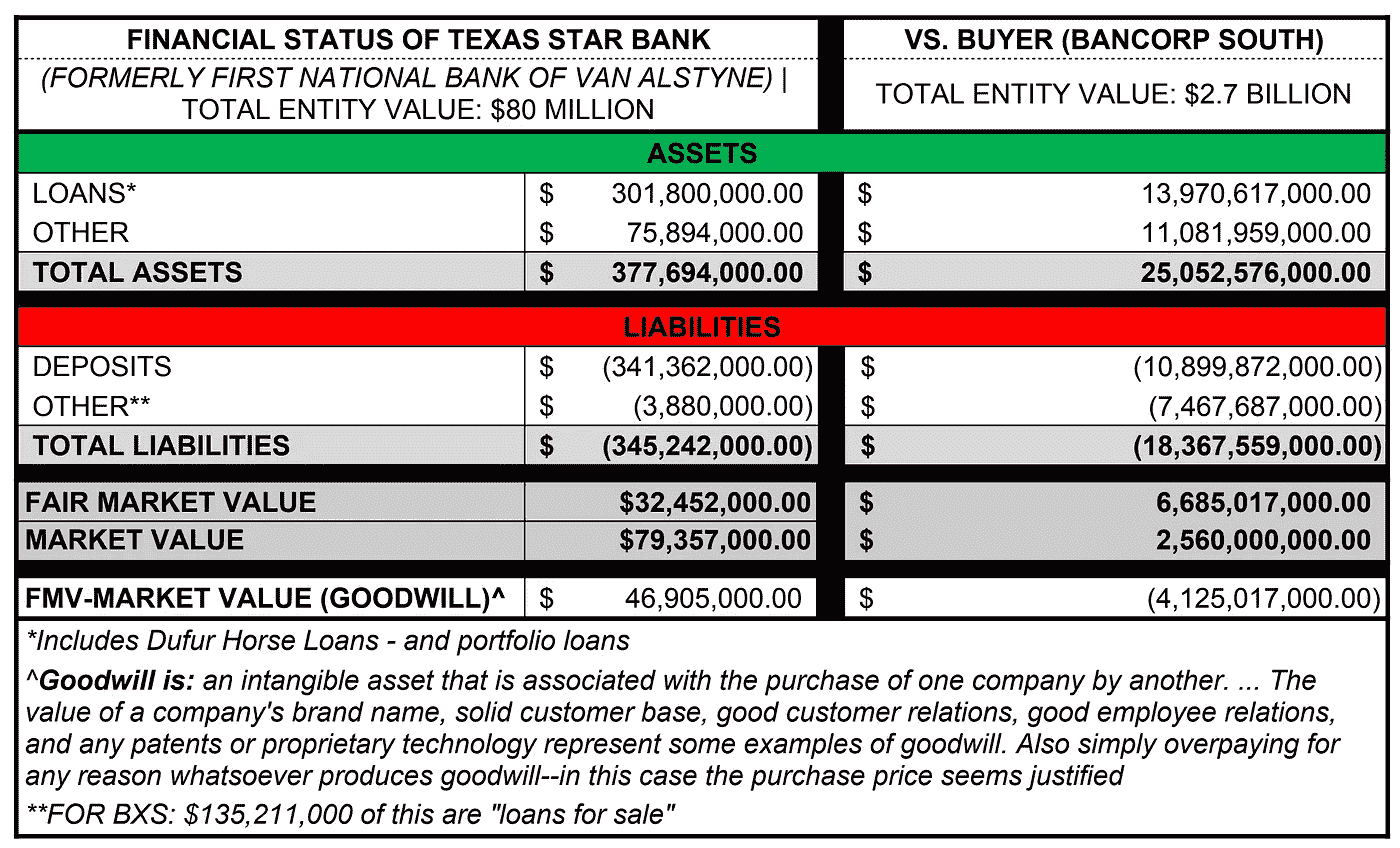 FINANCIAL STATUS OF TEXAS STAR BANK VS. BUYER (BANCORP SOUTH)
(FORMERLY FIRST NATIONAL BANK OF VAN ALSTYNE) |
TOTAL ENTITY VALUE: $80 MILLION TOTAL ENTITY VALUE: $2.7 BILLION
ASSETS
LOANS* $ 301,800,000.00 $ 13,970,617,000.00
OTHER $ 75,894,000.00 $ 11,081,959,000.00
TOTAL ASSETS $ 377,694,000.00 $ 25,052,576,000.00
LIABILITIES
DEPOSITS $ (341,362,000.00) $ (10,899,872,000.00)
OTHER** $ (3,880,000.00) $ (7,467,687,000.00)
TOTAL LIABILITIES $ (345,242,000.00) $ (18,367,559,000.00)
FAIR MARKET VALUE $32,452,000.00 $ 6,685,017,000.00
MARKET VALUE $79,357,000.00 $ 2,560,000,000.00
FMV-MARKET VALUE (GOODWILL)^ $ 46,905,000.00 $ (4,125,017,000.00)
*Includes Dufur Horse Loans - and portfolio loans
^Goodwill is: an intangible asset that is associated with the purchase of one company by another. ... The
value of a company's brand name, solid customer base, good customer relations, good employee relations,
and any patents or proprietary technology represent some examples of goodwill. Also simply overpaying for
any reason whatsoever produces goodwill--in this case the purchase price seems justified
**FOR BXS: $135,211,000 of this are "loans for sale"